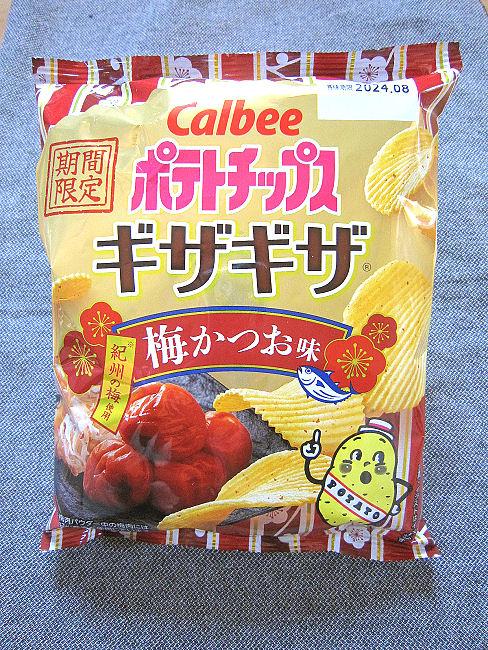 賞味期限 2024.08
Calbee
期間
限定
ポテトチップス
ギザギザ®
梅かつお味
※紀州の梅使用
POTATO